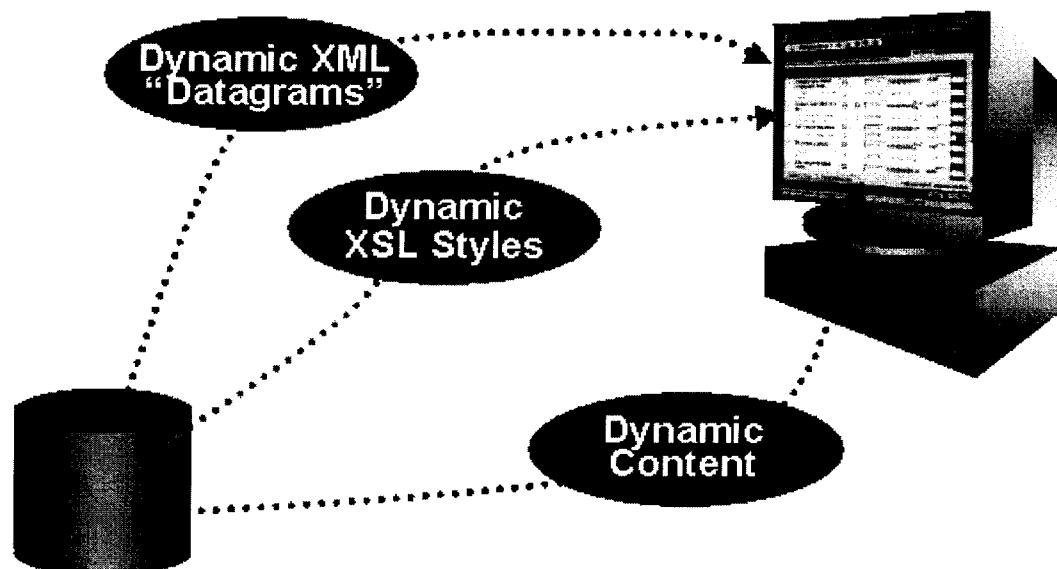 Dynamic XML
“Datagrams”
Dynamic
XSL Styles
Dynamic
Content